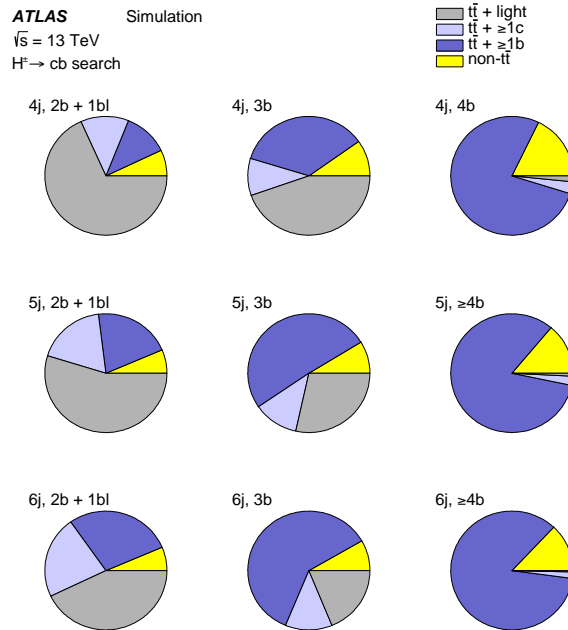 ATLAS Simulation
√s = 13 TeV
H± → cb search
tt̄ + light
tt̄ + ≥1c
tt̄ + ≥1b
non-tt̄
4j, 2b + 1bl
4j, 3b
4j, 4b
5j, 2b + 1bl
5j, 3b
5j, ≥4b
6j, 2b + 1bl
6j, 3b
6j, ≥4b